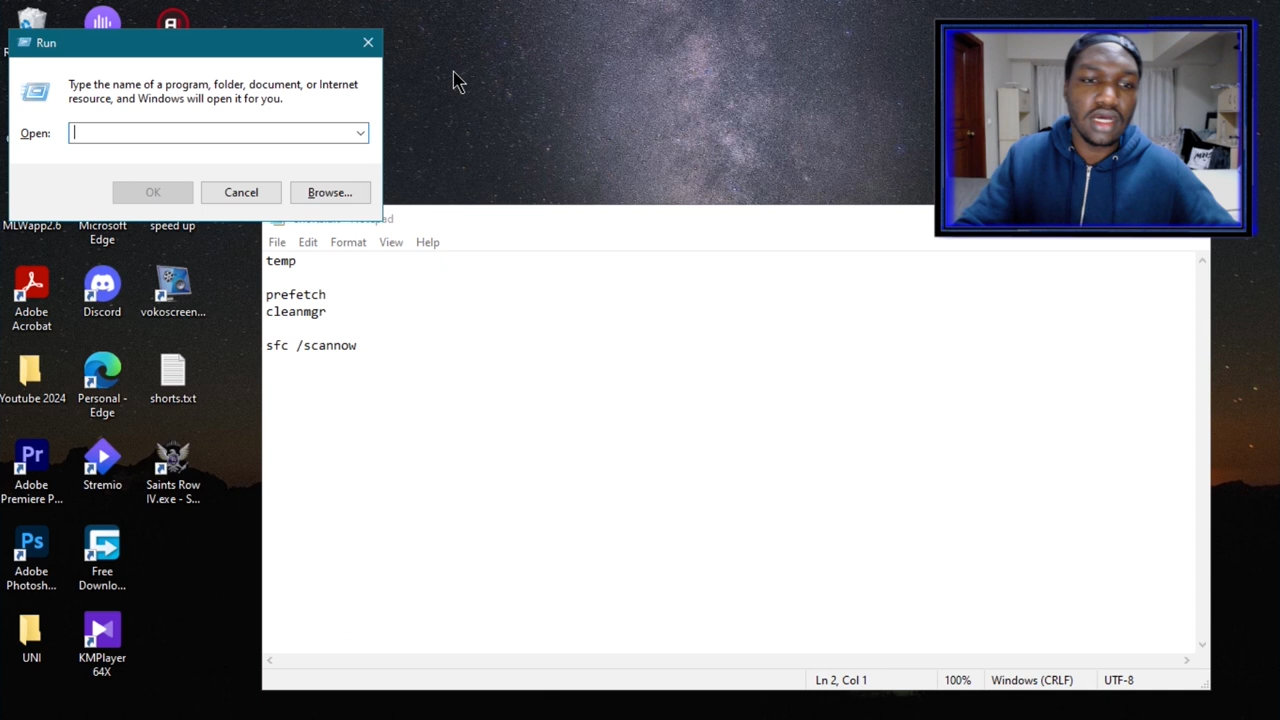 Run
Type the name of a program, folder, document, or Internet
resource, and Windows will open it for you.
Open:
OK
Cancel
Browse...
MLWapp2.6
Microsoft
Edge
speed up
File
Edit
Format
View
Help
temp
prefetch
cleanmgr
sfc /scannow
Adobe
Acrobat
Discord
vokoscreen...
Youtube 2024
Personal -
Edge
shorts.txt
Adobe
Premiere P...
Stremio
Saints Row
IV.exe - S...
Adobe
Photosh...
Free
Downlo...
UNI
KMPlayer
64X
Ln 2, Col 1
100%
Windows (CRLF)
UTF-8